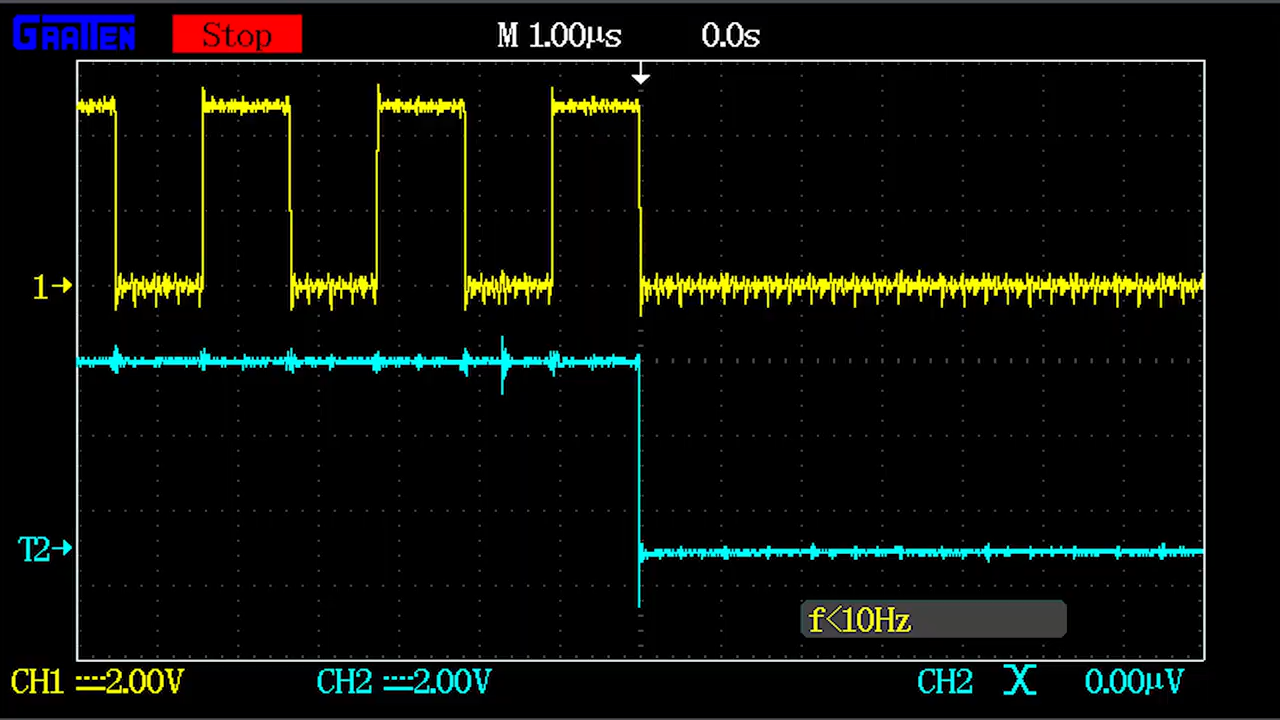 GRATTEN Stop M 1.00µs 0.0s
1
T2
f<10Hz
CH1 2.00V CH2 2.00V CH2 0.00µV